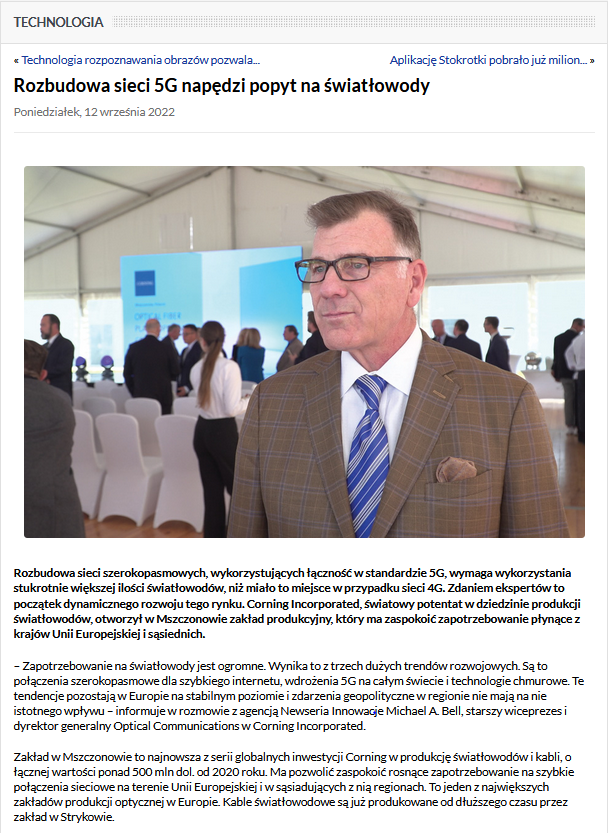 TECHNOLOGIA
« Technologia rozpoznawania obrazów pozwala...
Aplikację Stokrotki pobrało już milion... »
Rozbudowa sieci 5G napędzi popyt na światłowody
Poniedziałek, 12 września 2022
CORNING
OPTICAL FIBER
Rozbudowa sieci szerokopasmowych, wykorzystujących łączność w standardzie 5G, wymaga wykorzystania
stukrotnie większej ilości światłowodów, niż miało to miejsce w przypadku sieci 4G. Zdaniem ekspertów to
początek dynamicznego rozwoju tego rynku. Corning Incorporated, światowy potentat w dziedzinie produkcji
światłowodów, otworzył w Mszczonowie zakład produkcyjny, który ma zaspokoić zapotrzebowanie płynące z
krajów Unii Europejskiej i sąsiednich.
– Zapotrzebowanie na światłowody jest ogromne. Wynika to z trzech dużych trendów rozwojowych. Są to
połączenia szerokopasmowe dla szybkiego internetu, wdrożenia 5G na całym świecie i technologie chmurowe. Te
tendencje pozostają w Europie na stabilnym poziomie i zdarzenia geopolityczne w regionie nie mają na nie
istotnego wpływu – informuje w rozmowie z agencją Newseria Innowacje Michael A. Bell, starszy wiceprezes i
dyrektor generalny Optical Communications w Corning Incorporated.
Zakład w Mszczonowie to najnowsza z serii globalnych inwestycji Corning w produkcję światłowodów i kabli, o
łącznej wartości ponad 500 mln dol. od 2020 roku. Ma pozwolić zaspokoić rosnące zapotrzebowanie na szybkie
połączenia sieciowe na terenie Unii Europejskiej i w sąsiadujących z nią regionach. To jeden z największych
zakładów produkcji optycznej w Europie. Kable światłowodowe są już produkowane od dłuższego czasu przez
zakład w Strykowie.